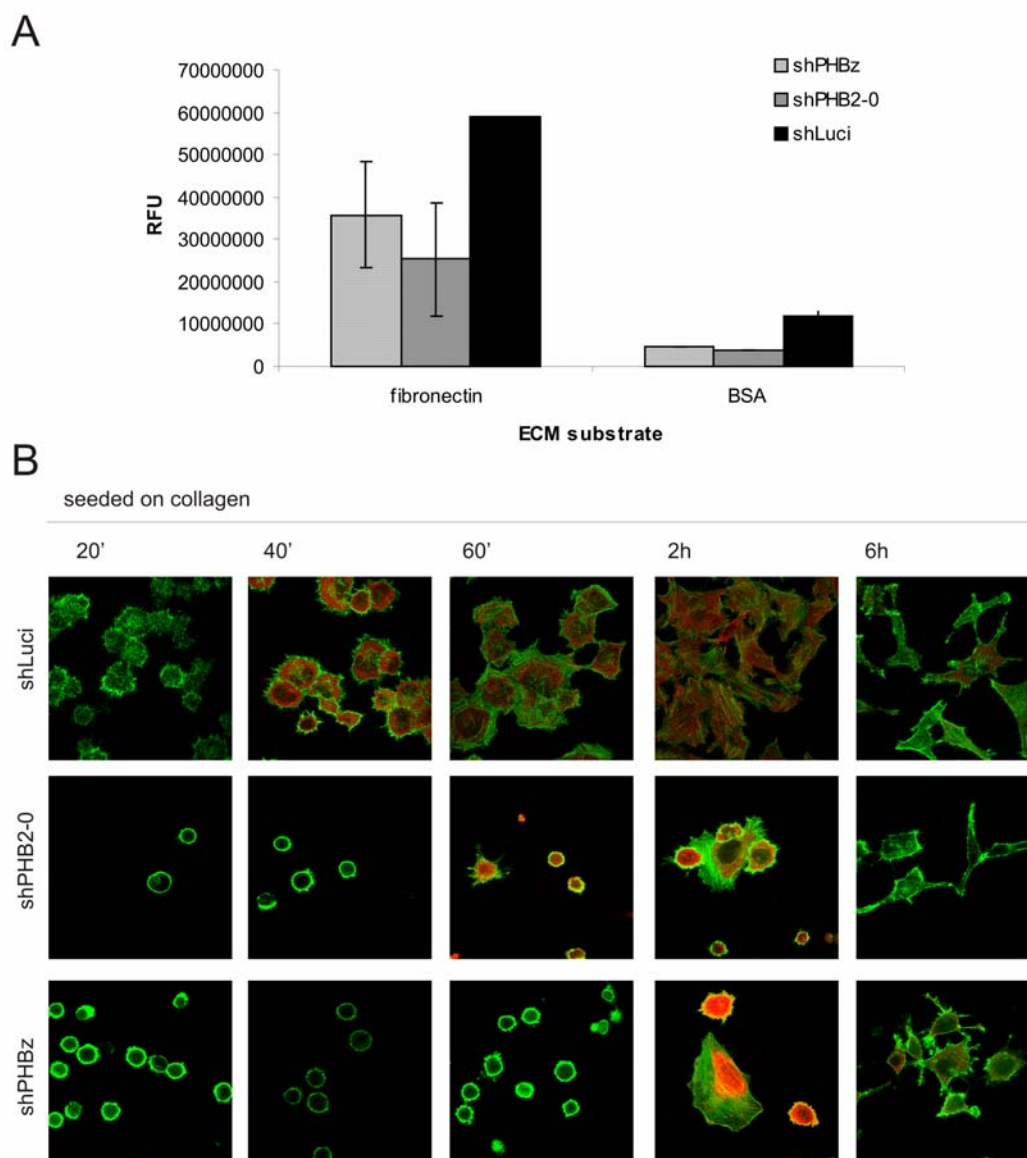 A
70000000
60000000
50000000
40000000
30000000
20000000
10000000
0
RFU
shPHBz
shPHB2-0
shLuci
fibronectin BSA
ECM substrate
B
seeded on collagen
20’ 40’ 60’ 2h 6h
shLuci
shPHB2-0
shPHBz